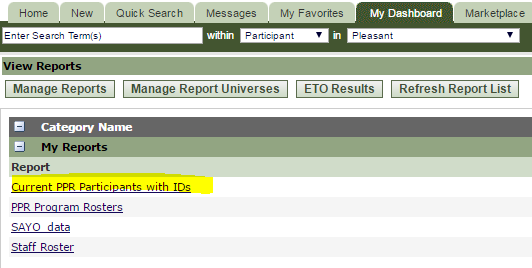 Home New Quick Search Messages My Favorites My Dashboard Marketplace
Enter Search Term(s) within Participant in Pleasant
View Reports
Manage Reports Manage Report Universes ETO Results Refresh Report List
Category Name
My Reports
Report
Current PPR Participants with IDs
PPR Program Rosters
SAYO_data
Staff Roster